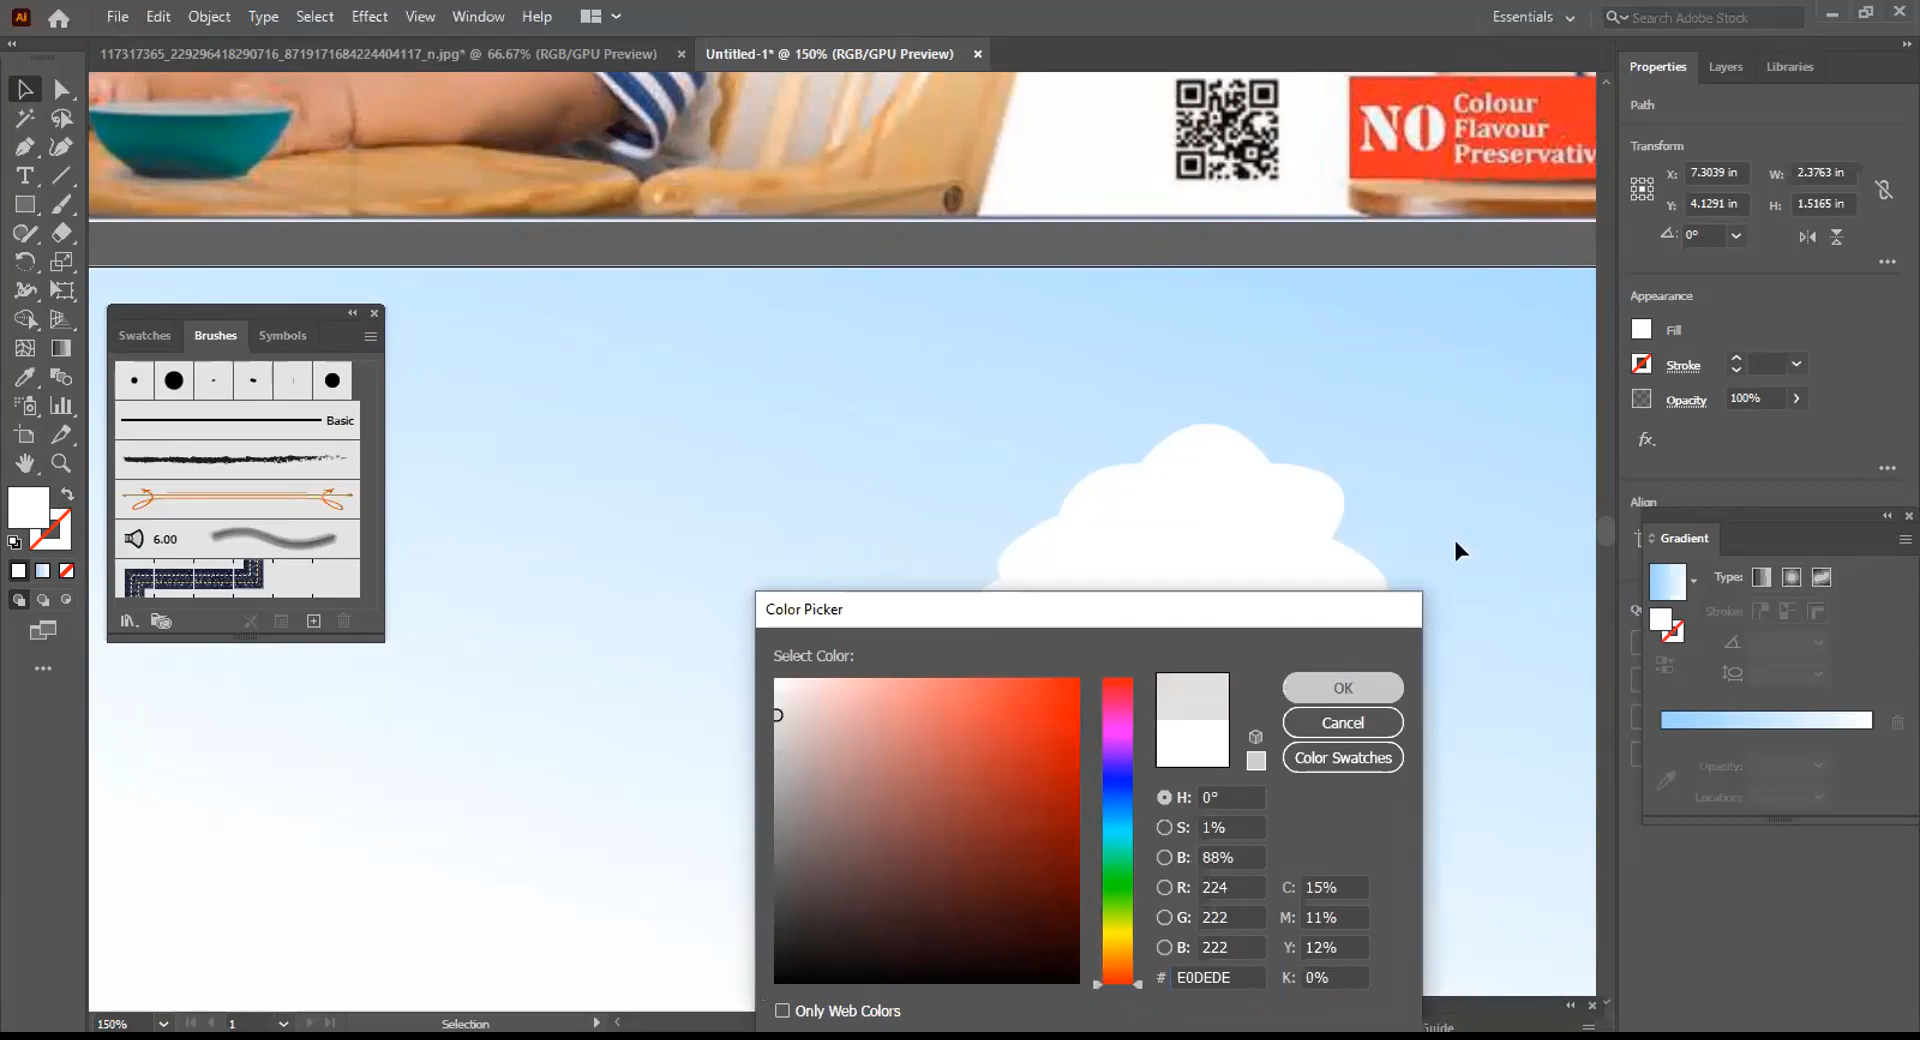 Ai
File Edit Object Type Select Effect View Window Help
Essentials
Search Adobe Stock
117317365_229296418290716_8719171684224404117_n.jpg* @ 66.67% (RGB/GPU Preview)
Untitled-1* @ 150% (RGB/GPU Preview)
NO Colour
Flavour
Preservativ
Properties Layers Libraries
Path
Transform
X: 7.3039 in W: 2.3763 in
Y: 4.1291 in H: 1.5165 in
0°
Appearance
Fill
Stroke
Opacity 100%
fx.
Align
Swatches Brushes Symbols
Basic
6.00
Gradient
Type:
Stroke:
Opacity:
Location:
Color Picker
Select Color:
OK
Cancel
Color Swatches
H: 0°
S: 1%
B: 88%
R: 224 C: 15%
G: 222 M: 11%
B: 222 Y: 12%
# E0DEDE K: 0%
Only Web Colors
150% 1 Selection
Guide